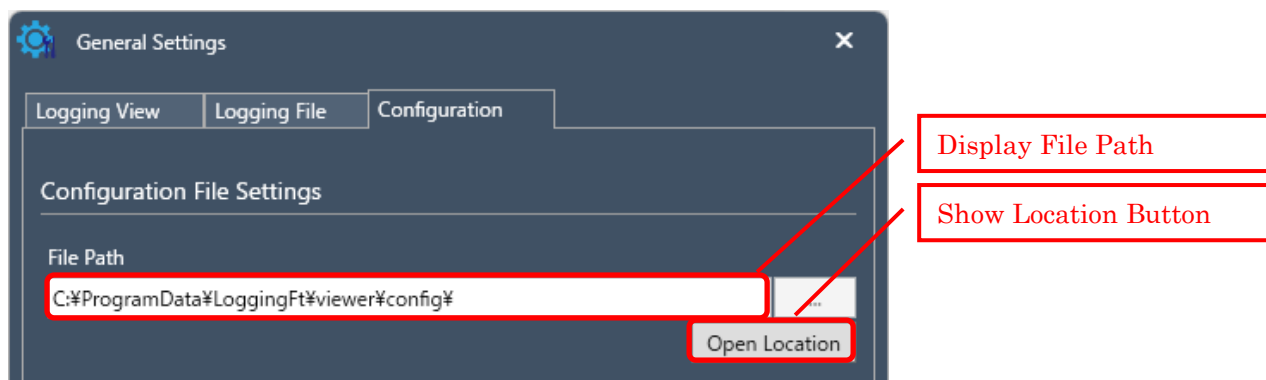 General Settings
Logging View Logging File Configuration
Display File Path
Configuration File Settings
Show Location Button
File Path
C:¥ProgramData¥LoggingFt¥viewer¥config¥ ...
Open Location